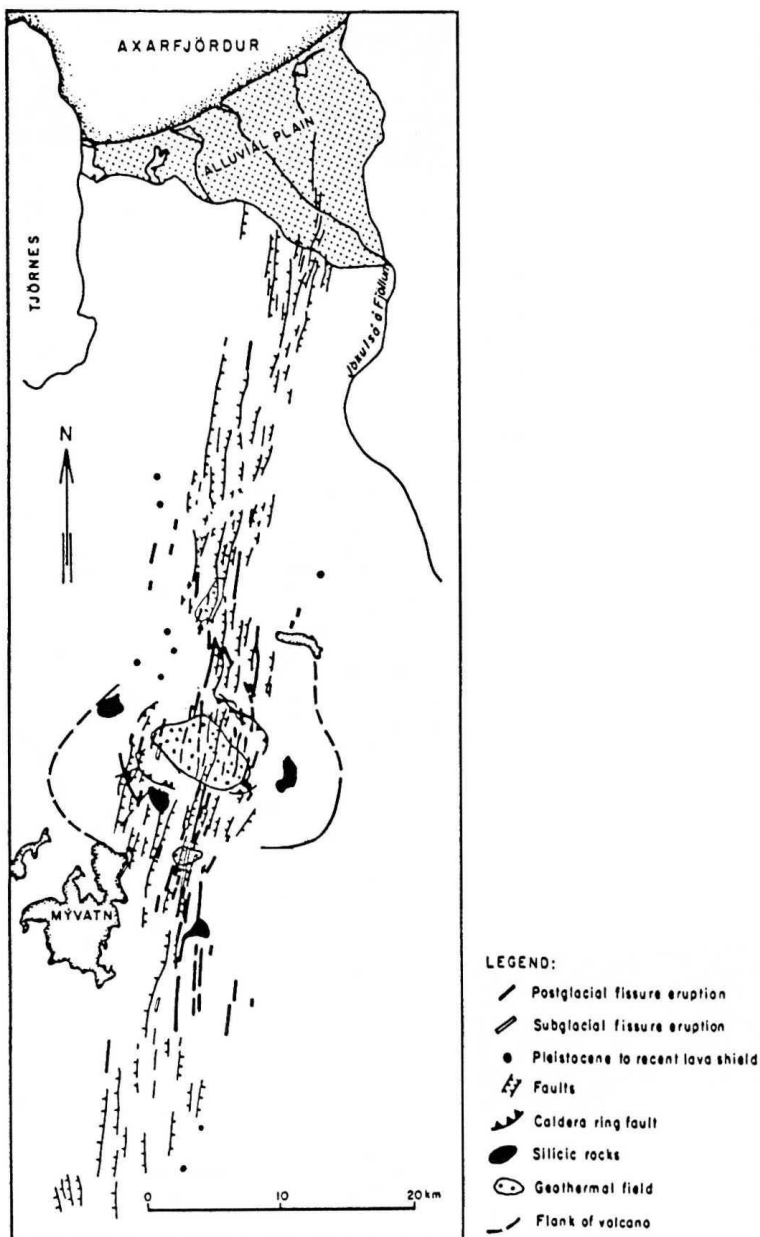 AXARFJÖRDUR
ALLUVIAL PLAIN
TJÖRNES
Jökulsá á Fjöllum
N
MÝVATN
0 10 20 km
LEGEND:
Postglacial fissure eruption
Subglacial fissure eruption
Pleistocene to recent lava shield
Faults
Caldera ring fault
Silicic rocks
Geothermal field
Flank of volcano